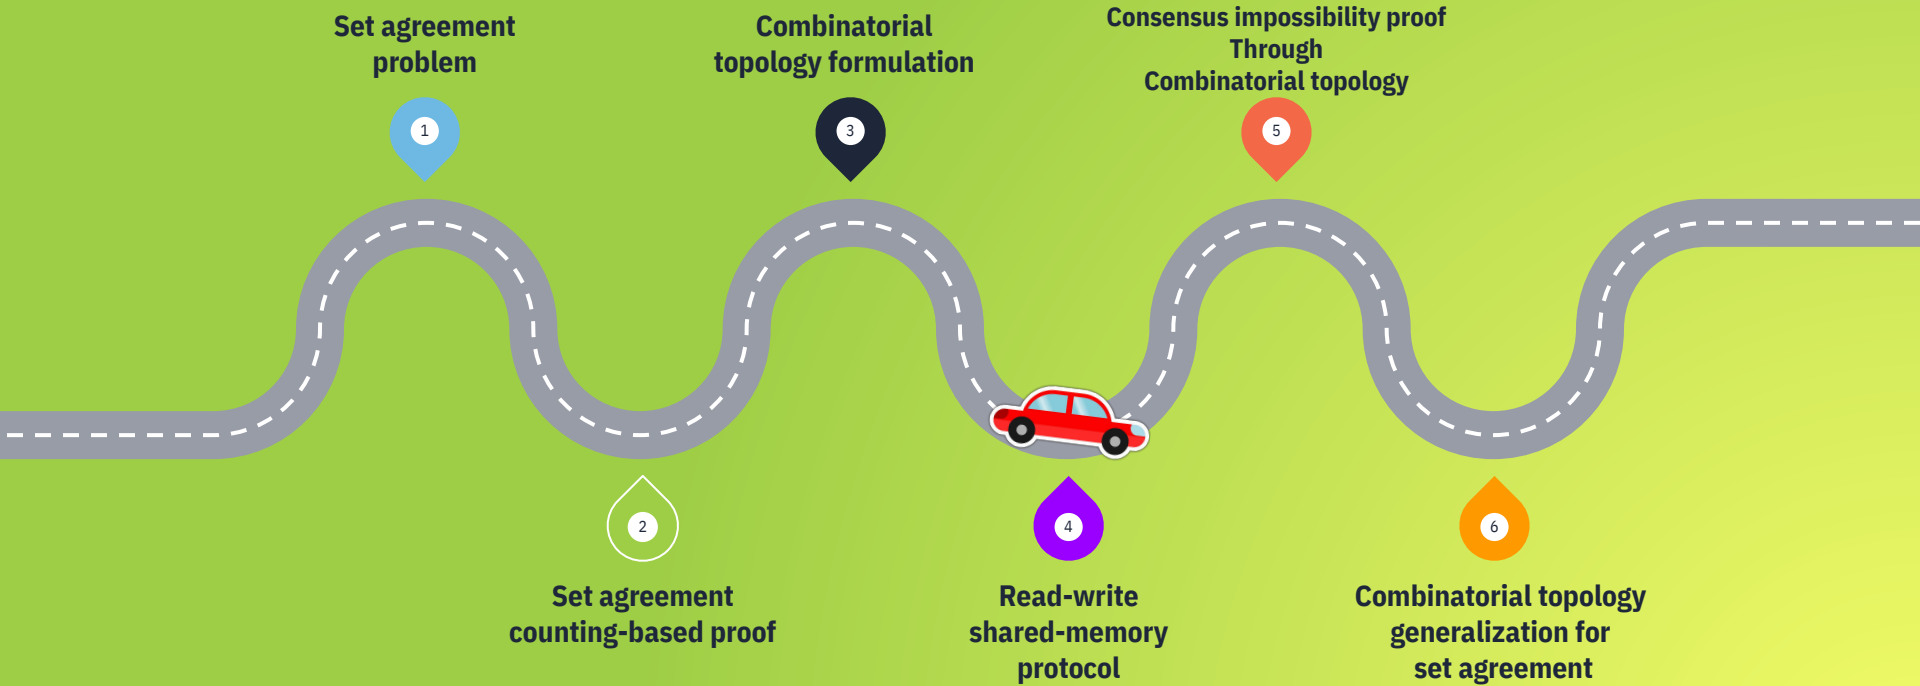 Set agreement
problem
1
Set agreement
counting-based proof
2
Combinatorial
topology formulation
3
Read-write
shared-memory
protocol
4
Consensus impossibility proof
Through
Combinatorial topology
5
Combinatorial topology
generalization for
set agreement
6